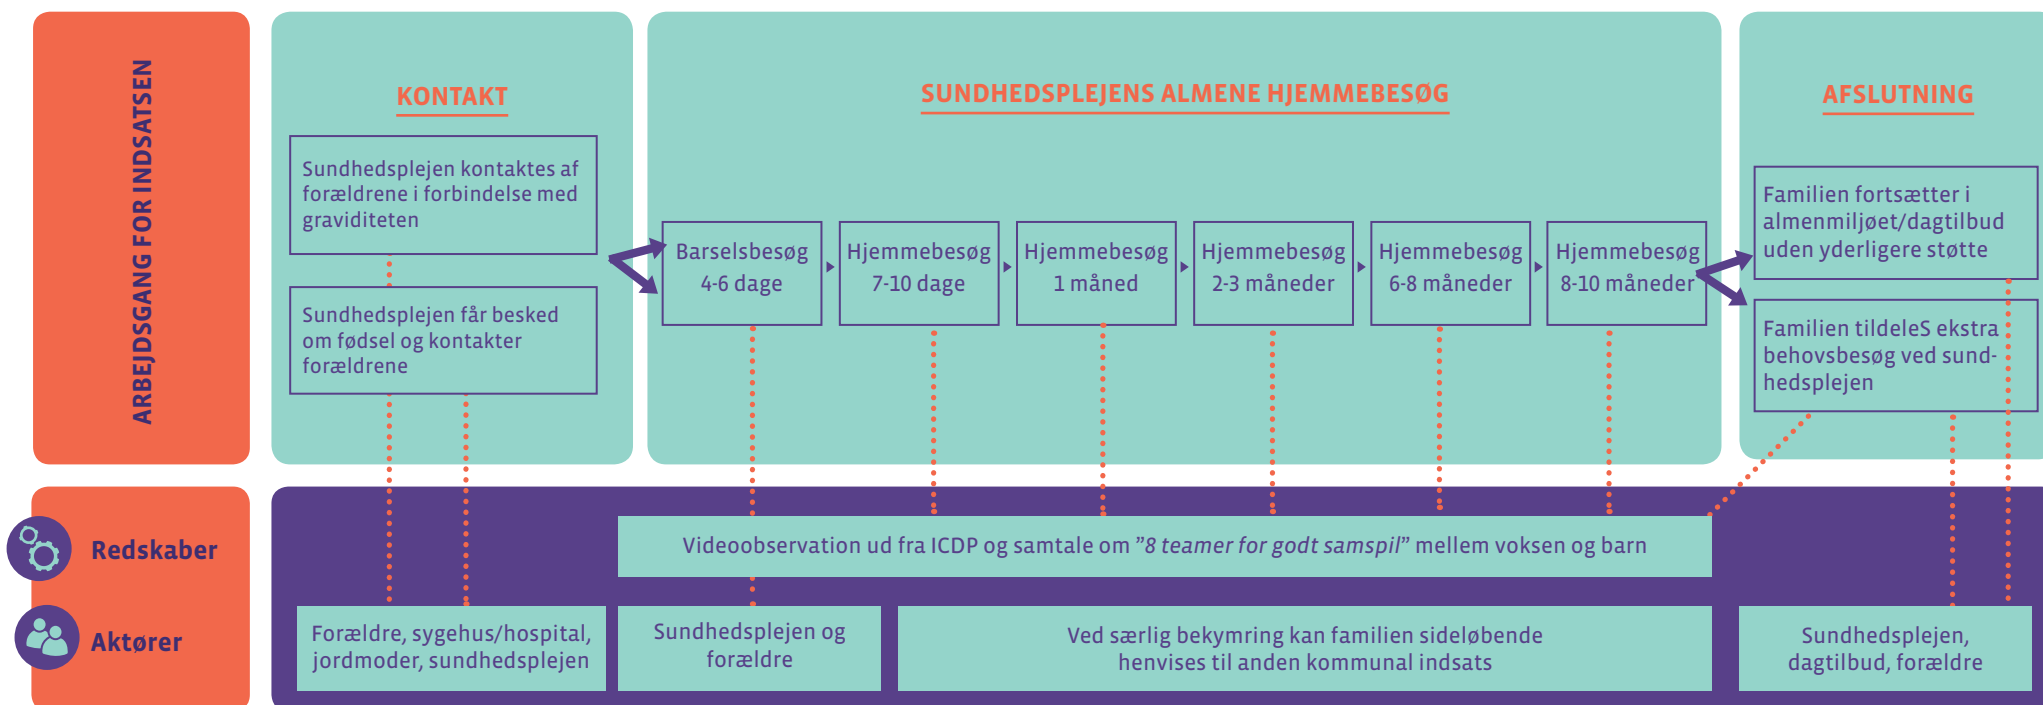 ARBEJDSGANG FOR INDSATSEN
KONTAKT
Sundhedsplejen kontaktes af
forældrene i forbindelse med
graviditeten
Sundhedsplejen får besked
om fødsel og kontakter
forældrene
SUNDHEDSPLEJENS ALMENE HJEMMEBESØG
Barselsbesøg
4-6 dage
Hjemmebesøg
7-10 dage
Hjemmebesøg
1 måned
Hjemmebesøg
2-3 måneder
Hjemmebesøg
6-8 måneder
Hjemmebesøg
8-10 måneder
AFSLUTNING
Familien fortsætter i
almenmiljøet/dagtilbud
uden yderligere støtte
Familien tildeleS ekstra
behovsbesøg ved sund-
hedsplejen
Redskaber
Videoobservation ud fra ICDP og samtale om ”8 teamer for godt samspil” mellem voksen og barn
Aktører
Forældre, sygehus/hospital,
jordmoder, sundhedsplejen
Sundhedsplejen og
forældre
Ved særlig bekymring kan familien sideløbende
henvises til anden kommunal indsats
Sundhedsplejen,
dagtilbud, forældre